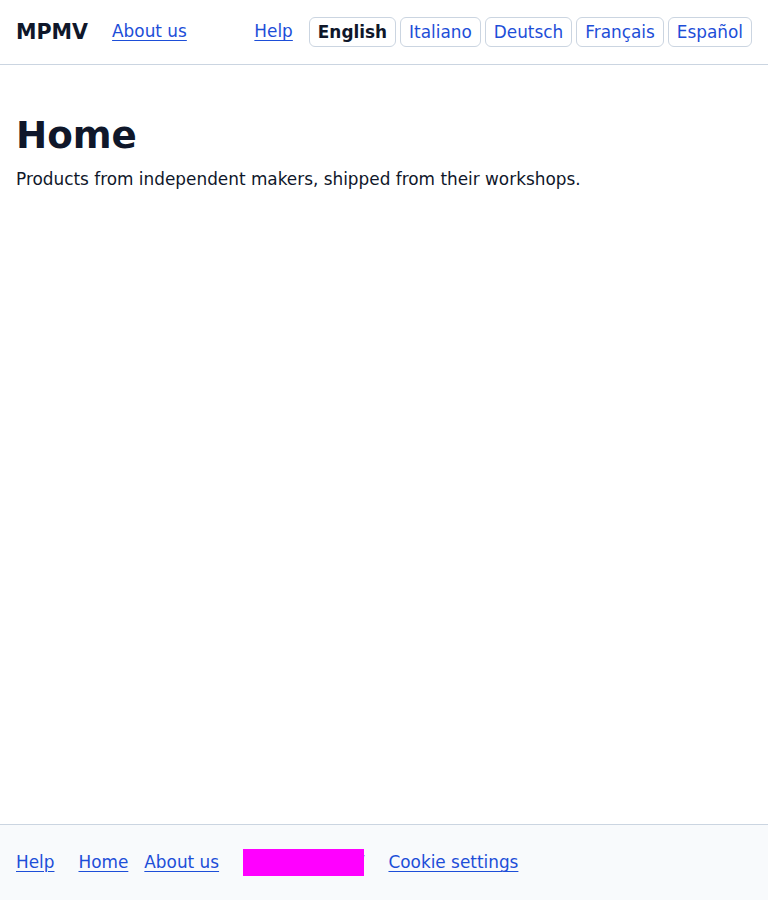 MPMV About us Help English Italiano Deutsch Français Español
Home
Products from independent makers, shipped from their workshops.
Help Home About us Cookie settings